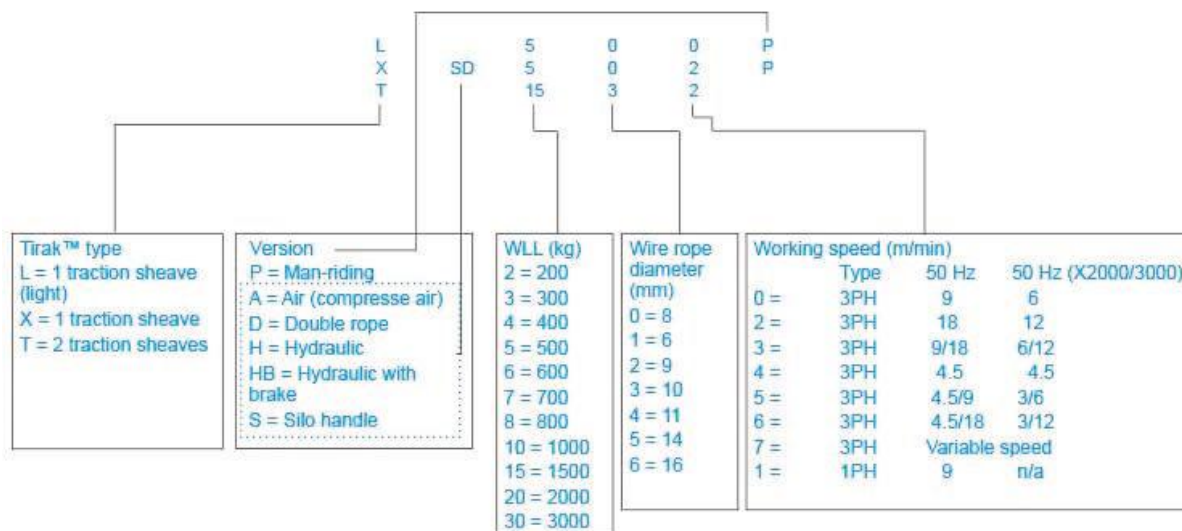 L 5 0 0 P
X SD 5 0 2 P
T 15 3 2
Tirak™ type
L = 1 traction sheave
(light)
X = 1 traction sheave
T = 2 traction sheaves
Version
P = Man-riding
A = Air (compresse air)
D = Double rope
H = Hydraulic
HB = Hydraulic with
brake
S = Silo handle
WLL (kg)
2 = 200
3 = 300
4 = 400
5 = 500
6 = 600
7 = 700
8 = 800
10 = 1000
15 = 1500
20 = 2000
30 = 3000
Wire rope
diameter
(mm)
0 = 8
1 = 6
2 = 9
3 = 10
4 = 11
5 = 14
6 = 16
Working speed (m/min)
Type 50 Hz 50 Hz (X2000/3000)
0 = 3PH 9 6
2 = 3PH 18 12
3 = 3PH 9/18 6/12
4 = 3PH 4.5 4.5
5 = 3PH 4.5/9 3/6
6 = 3PH 4.5/18 3/12
7 = 3PH Variable speed
1 = 1PH 9 n/a